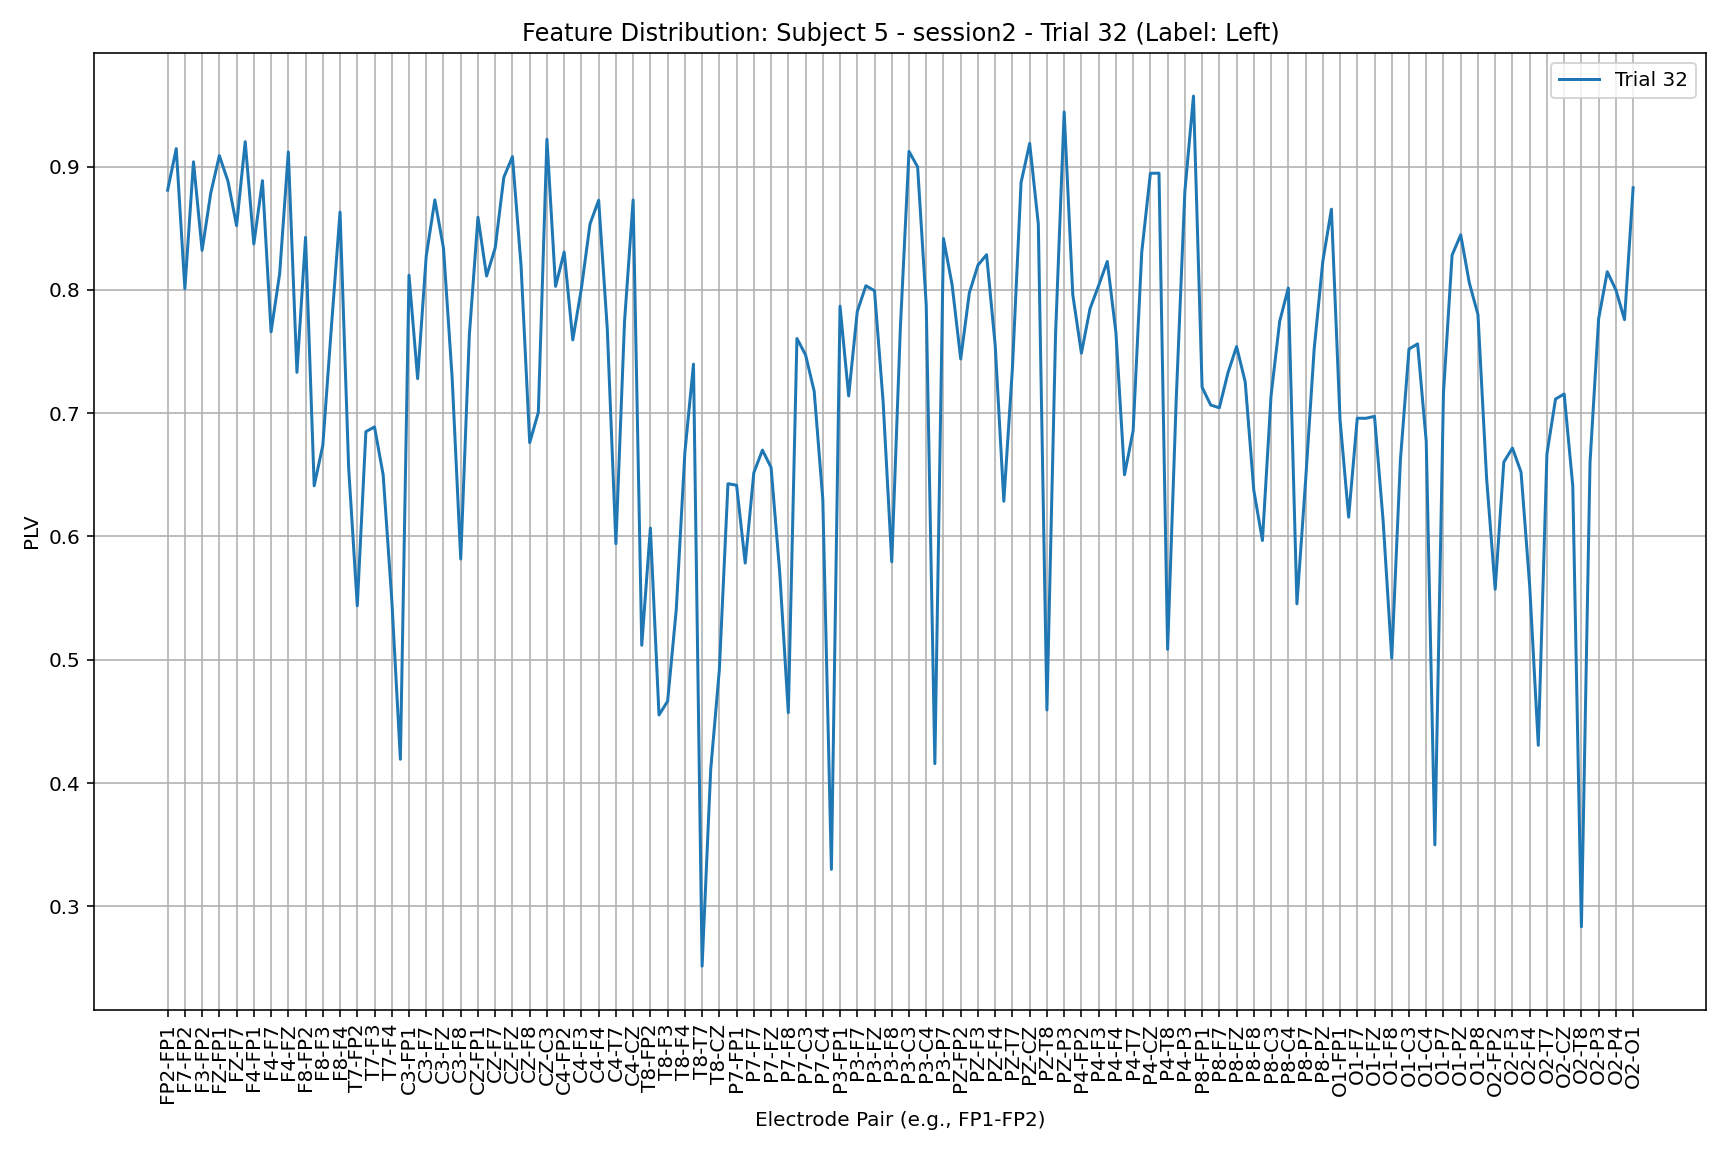 Feature Distribution: Subject 5 - session2 - Trial 32 (Label: Left)
Trial 32
PLV
0.9
0.8
0.7
0.6
0.5
0.4
0.3
FP2-FP1
F7-FP2
F3-FP2
FZ-FP1
FZ-F7
F4-FP1
F4-F7
F4-FZ
F8-FP2
F8-F3
F8-F4
T7-FP2
T7-F3
T7-F4
C3-FP1
C3-F7
C3-FZ
C3-F8
CZ-FP1
CZ-F7
CZ-FZ
CZ-F8
CZ-C3
C4-FP2
C4-F3
C4-F4
C4-T7
C4-CZ
T8-FP2
T8-F3
T8-F4
T8-T7
T8-CZ
P7-FP1
P7-F7
P7-FZ
P7-F8
P7-C3
P7-C4
P3-FP1
P3-F7
P3-FZ
P3-F8
P3-C3
P3-C4
P3-P7
PZ-FP2
PZ-F3
PZ-F4
PZ-T7
PZ-CZ
PZ-T8
PZ-P3
P4-FP2
P4-F3
P4-F4
P4-T7
P4-CZ
P4-T8
P4-P3
P8-FP1
P8-F7
P8-FZ
P8-F8
P8-C3
P8-C4
P8-P7
P8-PZ
O1-FP1
O1-F7
O1-FZ
O1-F8
O1-C3
O1-C4
O1-P7
O1-PZ
O1-P8
O2-FP2
O2-F3
O2-F4
O2-T7
O2-CZ
O2-T8
O2-P3
O2-P4
O2-O1
Electrode Pair (e.g., FP1-FP2)